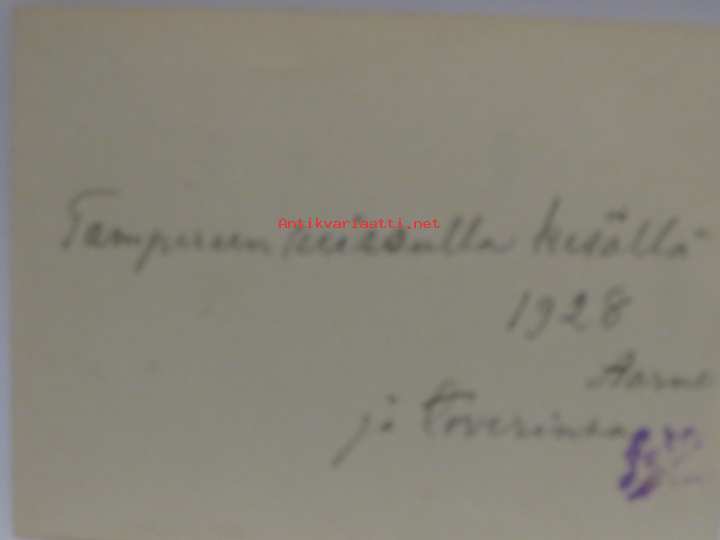 Antikvariaatti.net
Tampereen kesällä
1928
Aarne
ja Toverinsa